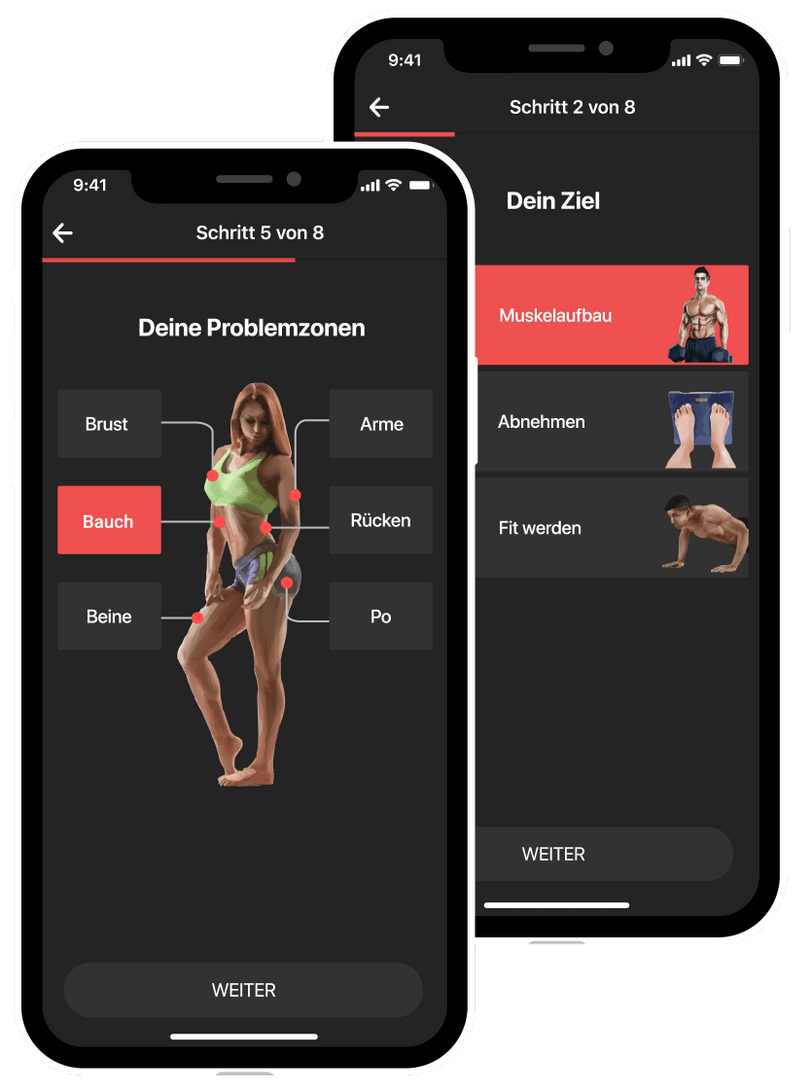 9:41
Schritt 2 von 8
Dein Ziel
Muskelaufbau
Abnehmen
Fit werden
WEITER
9:41
Schritt 5 von 8
Deine Problemzonen
Brust
Arme
Bauch
Rücken
Beine
Po
WEITER